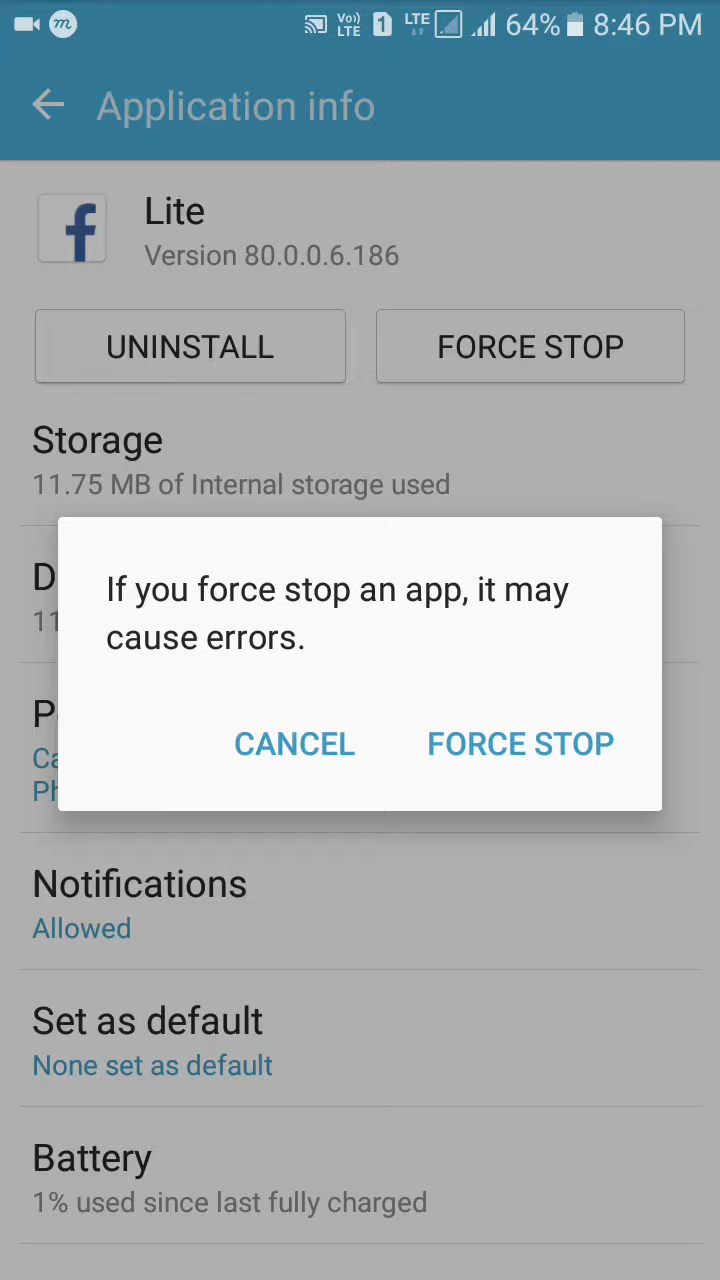 Vo)) LTE 1 LTE 64% 8:46 PM
Application info
Lite
Version 80.0.0.6.186
UNINSTALL FORCE STOP
Storage
11.75 MB of Internal storage used
If you force stop an app, it may
cause errors.
CANCEL FORCE STOP
Notifications
Allowed
Set as default
None set as default
Battery
1% used since last fully charged